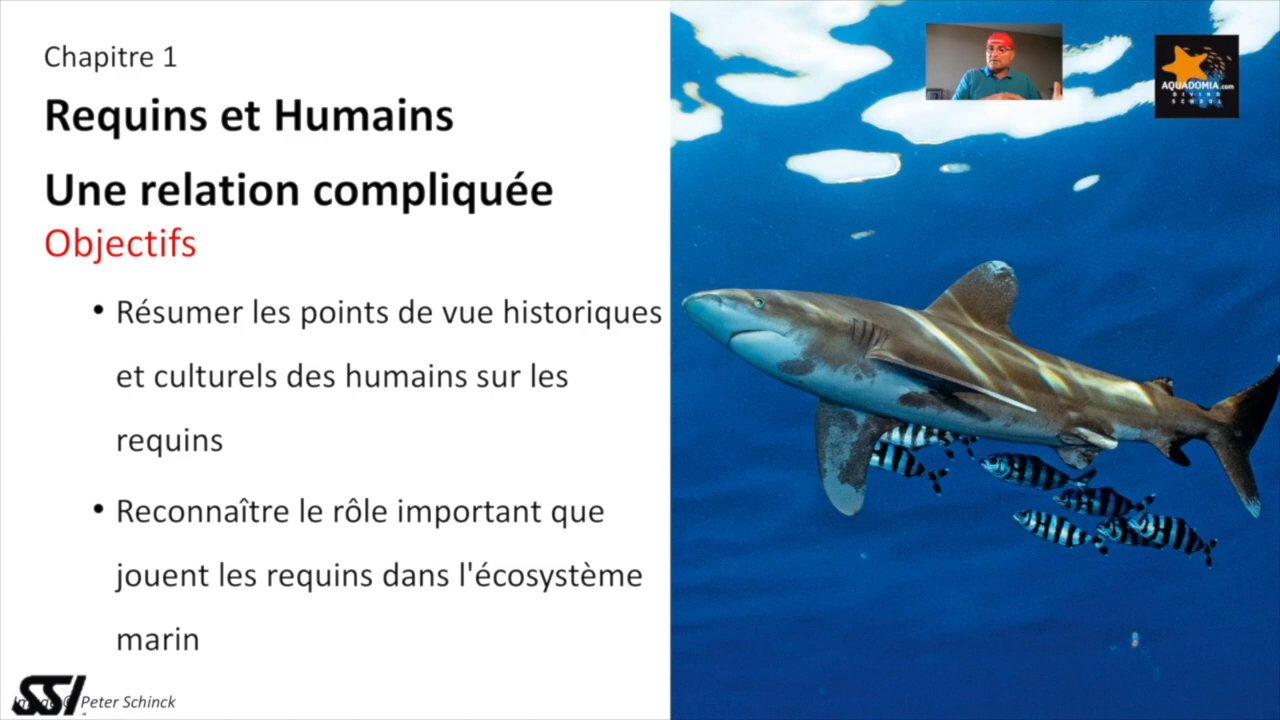 Chapitre 1
Requins et Humains
Une relation compliquée
Objectifs
• Résumer les points de vue historiques
et culturels des humains sur les
requins
• Reconnaître le rôle important que
jouent les requins dans l'écosystème
marin
SSI
Peter Schinck
AQUADOMIA.com
DIVING
SCHOOL